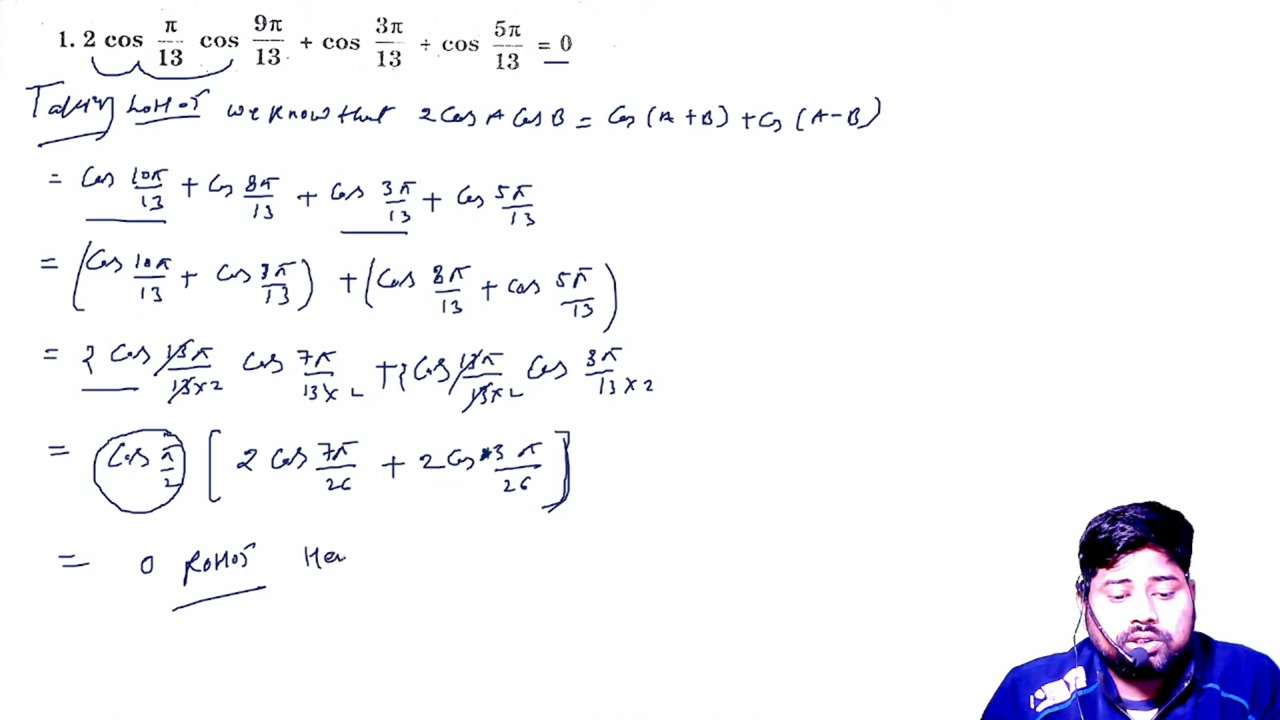 1. 2 cos π/13 cos 9π/13 + cos 3π/13 + cos 5π/13 = 0
Taking L.H.S we know that 2 Cos A Cos B = Cos (A + B) + Cos (A - B)
= Cos 10π/13 + Cos 8π/13 + Cos 3π/13 + Cos 5π/13
= (Cos 10π/13 + Cos 3π/13) + (Cos 8π/13 + Cos 5π/13)
= 2 Cos 13π/13×2 Cos 7π/13×2 + 2 Cos 13π/13×2 Cos 3π/13×2
= Cos π/2 [2 Cos 7π/26 + 2 Cos 3π/26]
= 0 R.H.S Hen